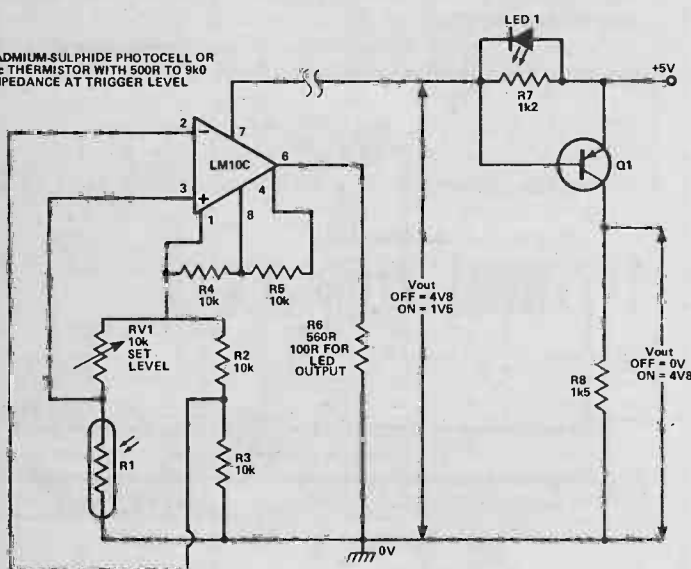 ADMIUM-SULPHIDE PHOTOCELL OR
THERMISTOR WITH 500R TO 9k0
MPEDANCE AT TRIGGER LEVEL
LED 1
+5V
R7
1k2
2
7
LM10C
6
4
3
1
8
Q1
R4
10k
R5
10k
Vout
OFF = 4V8
ON = 1V5
RV1
10k
SET
LEVEL
R2
10k
R6
560R
100R FOR
LED
OUTPUT
Vout
OFF = 0V
ON = 4V8
R8
1k5
R1
R3
10k
0V